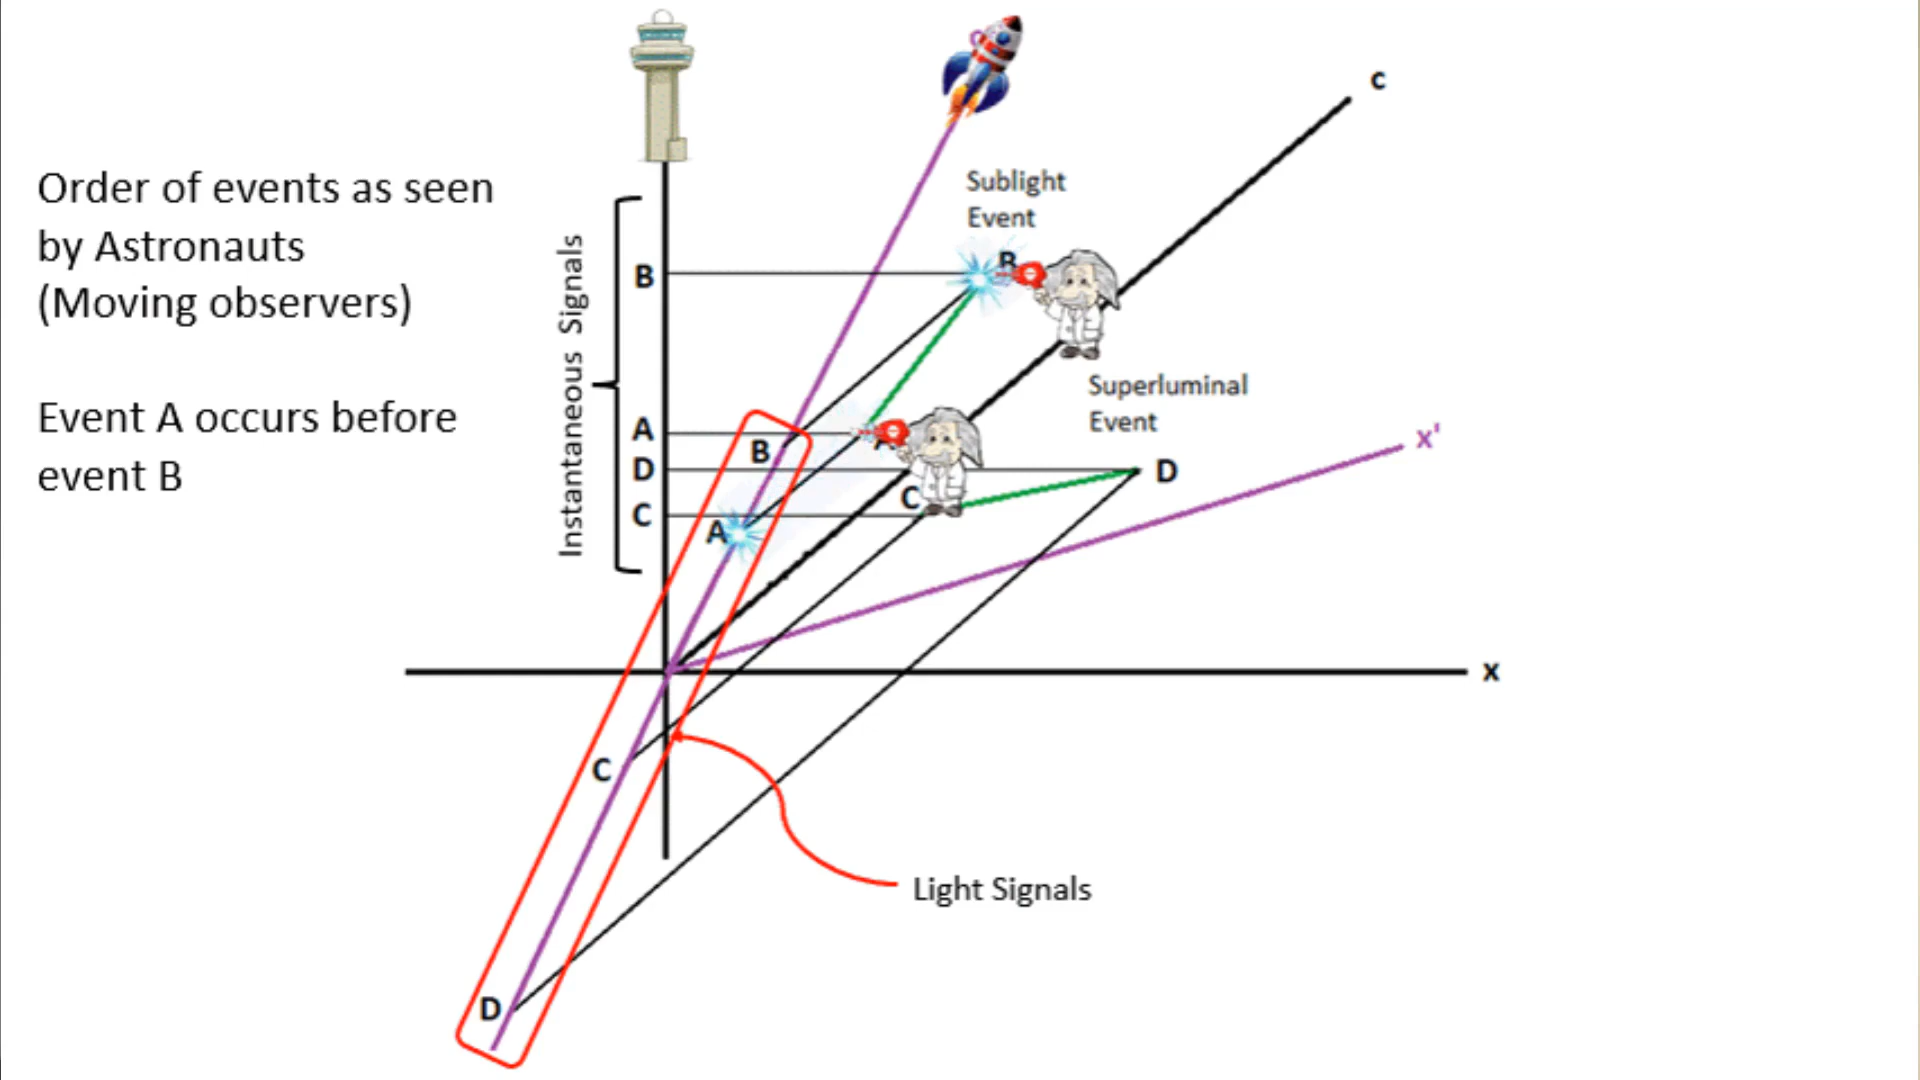 Order of events as seen
by Astronauts
(Moving observers)
Event A occurs before
event B
Instantaneous Signals
B
A
D
C
c
Sublight
Event
B
Superluminal
Event
x'
B
A
C
D
A
x
C
D
Light Signals